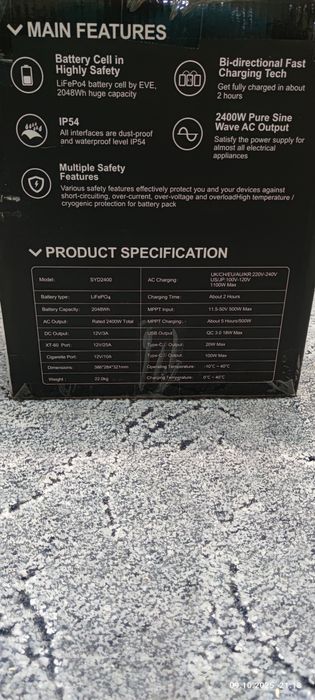 MAIN FEATURES
Battery Cell in
Highly Safety
LiFePo4 battery cell by EVE,
2048Wh huge capacity
Bi-directional Fast
Charging Tech
Get fully charged in about
2 hours
IP54
All interfaces are dust-proof
and waterproof level IP54
2400W Pure Sine
Wave AC Output
Satisfy the power supply for
almost all electrical
appliances
Multiple Safety
Features
Various safety features effectively protect you and your devices against
short-circuiting, over-current, over-voltage and overloadHigh temperature /
cryogenic protection for battery pack
PRODUCT SPECIFICATION
Model: SYD2400 AC Charging: UK/CH/EU/AU/KR:220V-240V
US/JP:100V-120V
1100W Max
Battery type: LiFePO4 Charging Time: About 2 Hours
Battery Capacity: 2048Wh MPPT Input: 11.5-50V 500W Max
AC Output: Rated 2400W Total MPPT Charging: About 5 Hours/500W
DC Output: 12V/3A USB Output: QC 3.0 18W Max
XT-60 Port: 12V/25A Type-C Output: 20W Max
Cigarette Port: 12V/10A Type-C Output: 100W Max
Dimensions: 386*284*321mm Operating Temperature: -10°C ~ 40°C
Weight: 22.0kg Charging Temperature: 0°C ~ 40°C
09.10.2025 21:18